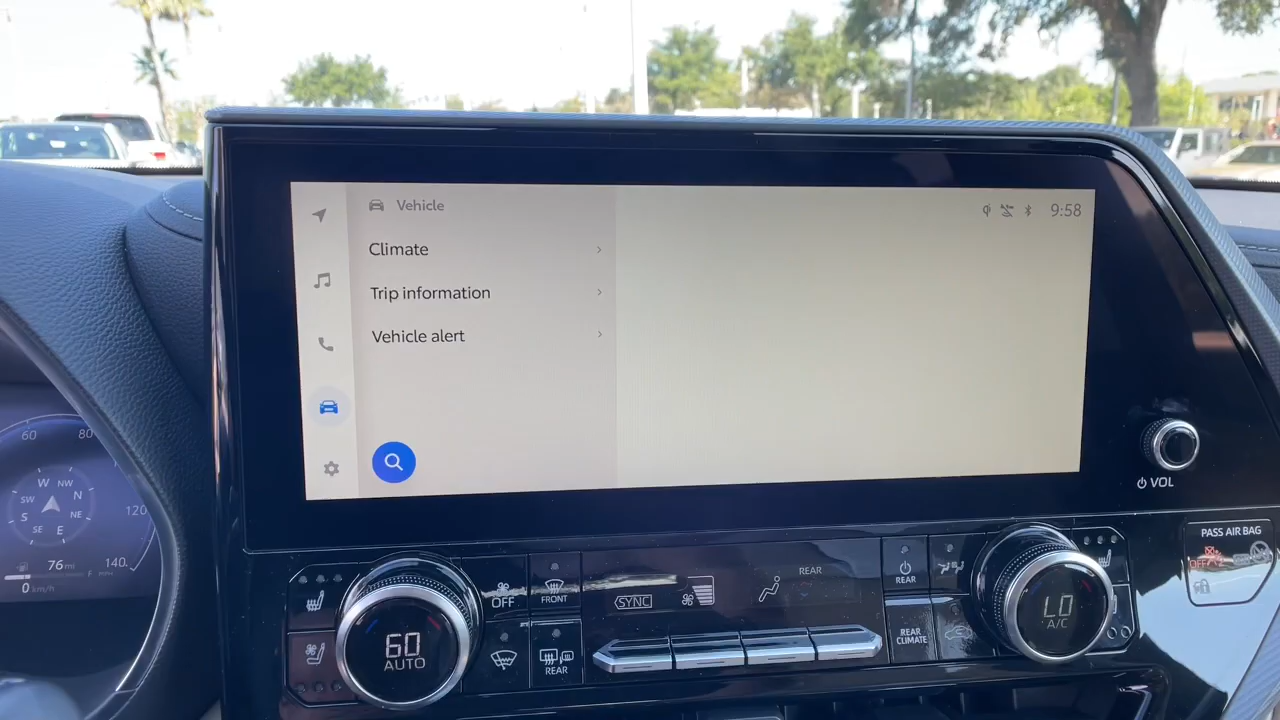 Vehicle
9:58
Climate
Trip information
Vehicle alert
VOL
60
80
120
140
W
NW
N
NE
E
SE
S
SW
76 mi
0 km/h
OFF
FRONT
REAR
60
AUTO
SYNC
REAR
REAR
REAR
CLIMATE
LO
A/C
PASS AIR BAG
OFF